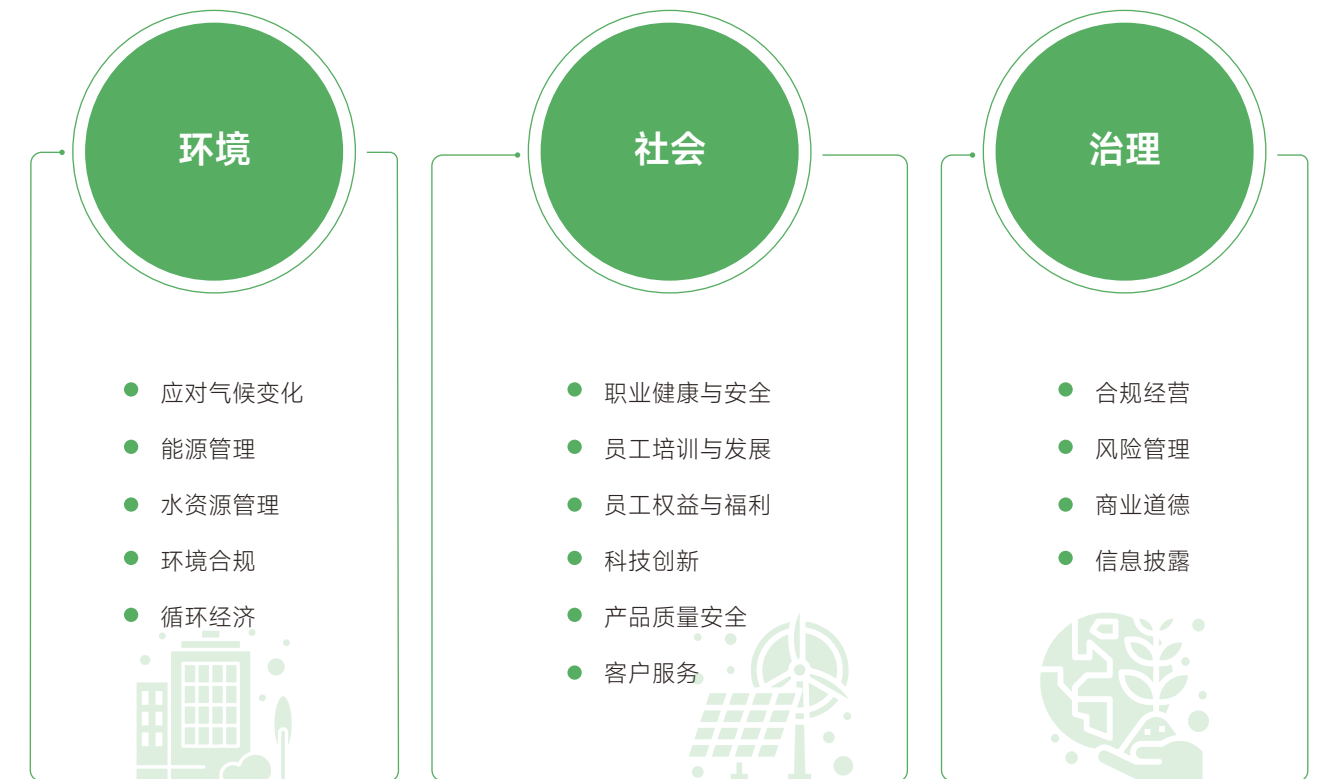 环境
应对气候变化
能源管理
水资源管理
环境合规
循环经济
社会
职业健康与安全
员工培训与发展
员工权益与福利
科技创新
产品质量安全
客户服务
治理
合规经营
风险管理
商业道德
信息披露